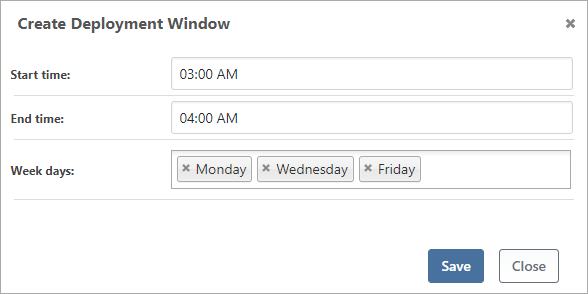 Create Deployment Window
Start time:
03:00 AM
End time:
04:00 AM
Week days:
Monday Wednesday Friday
Save Close